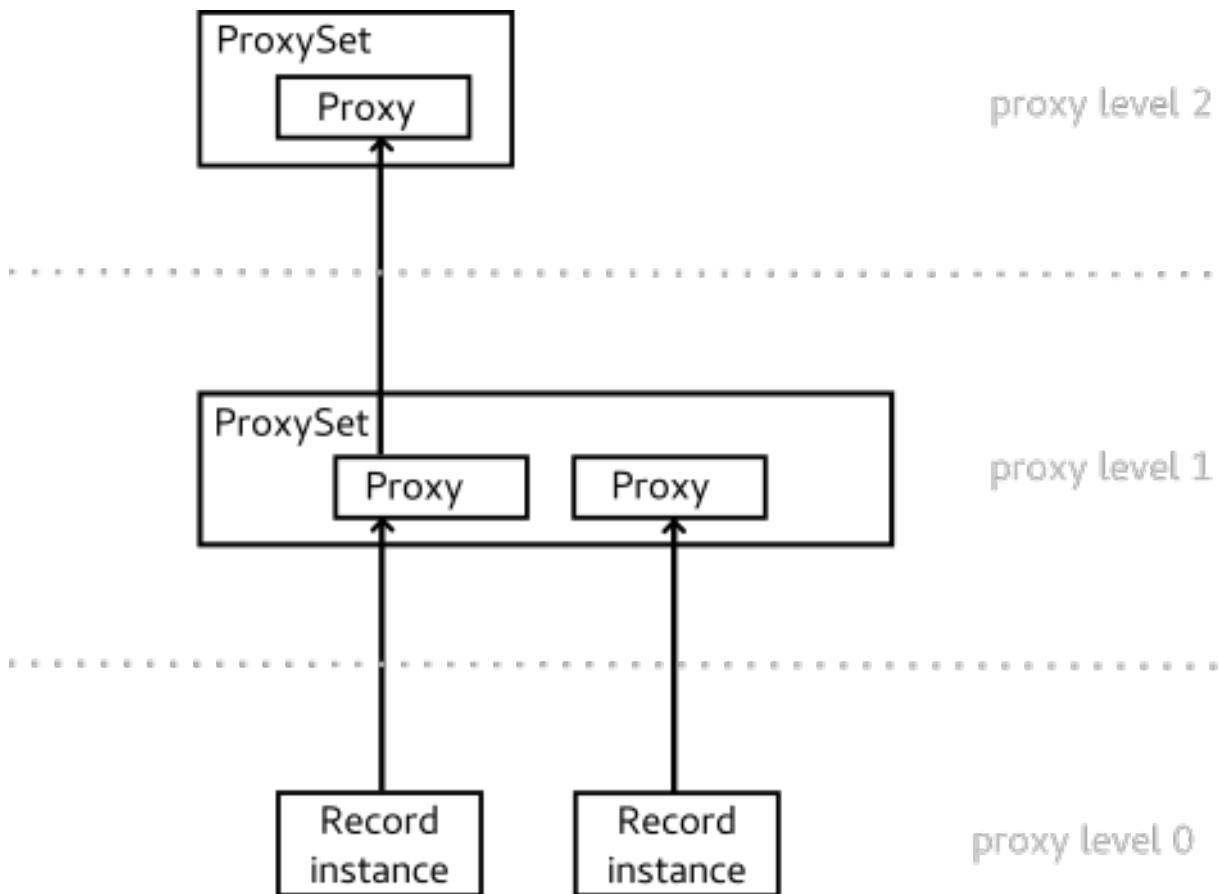 ProxySet
Proxy
proxy level 2
ProxySet
Proxy
Proxy
proxy level 1
Record
instance
Record
instance
proxy level 0